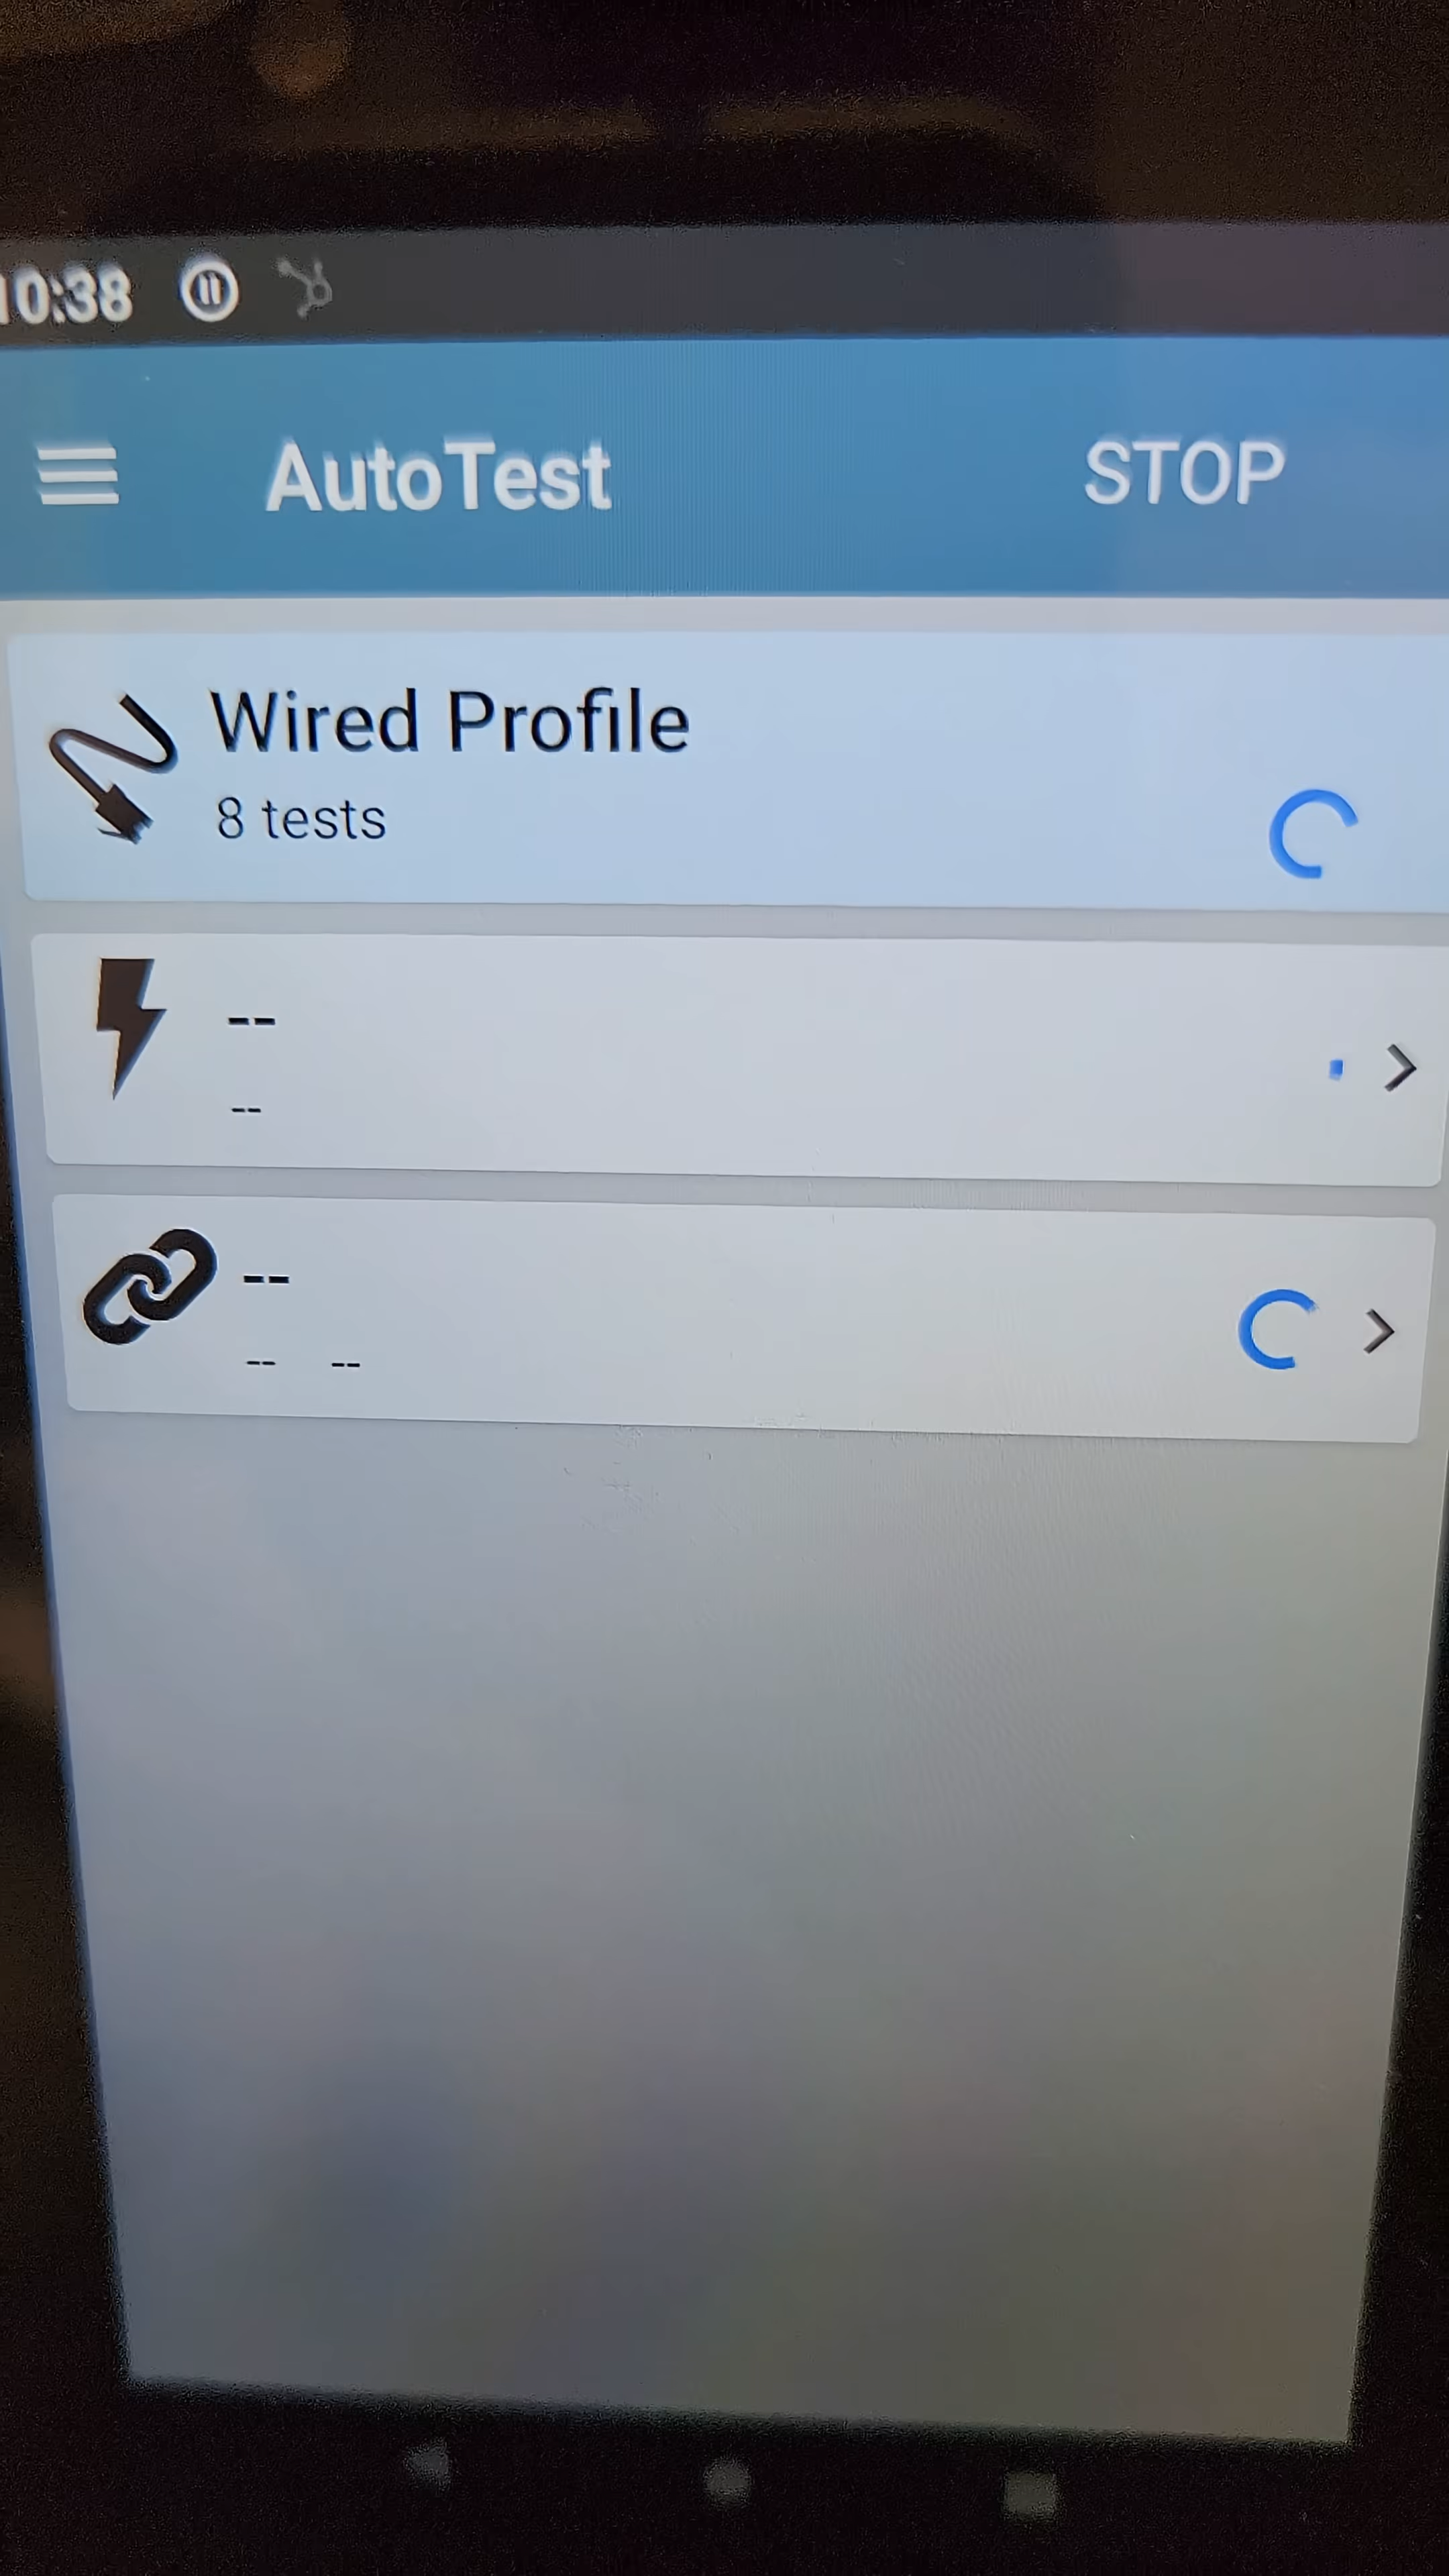 10:38
AutoTest STOP
Wired Profile
8 tests
--
--
--
-- --